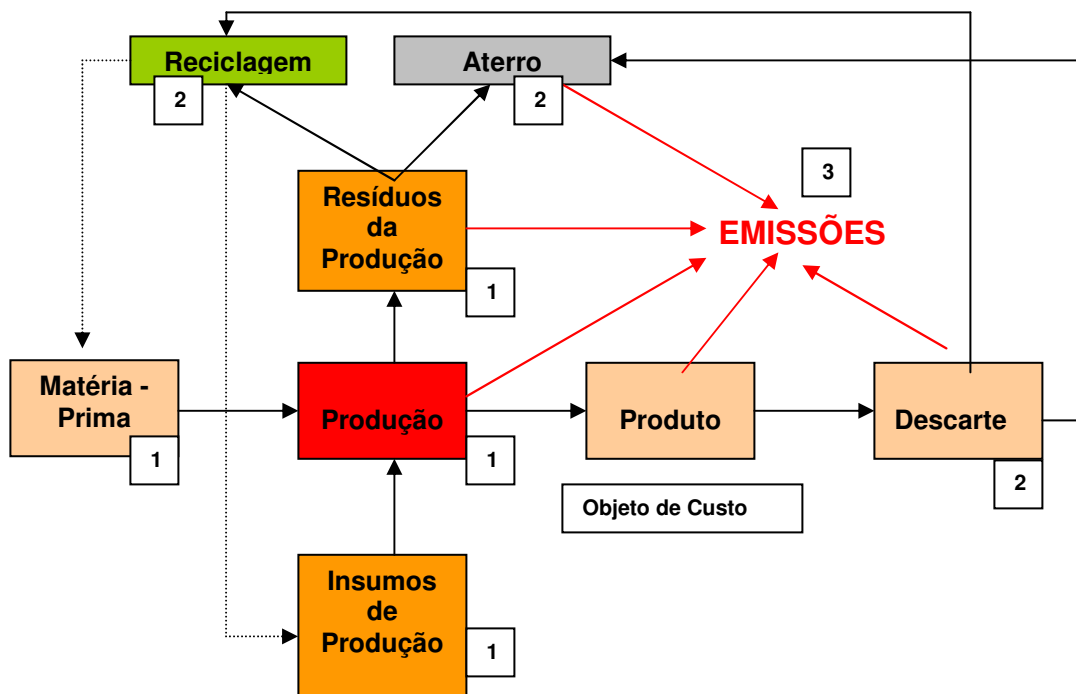 Reciclagem
2
Aterro
2
3
EMISSÕES
Resíduos
da
Produção
1
Matéria -
Prima
1
Produção
1
Produto
Descarte
2
Objeto de Custo
Insumos
de
Produção
1